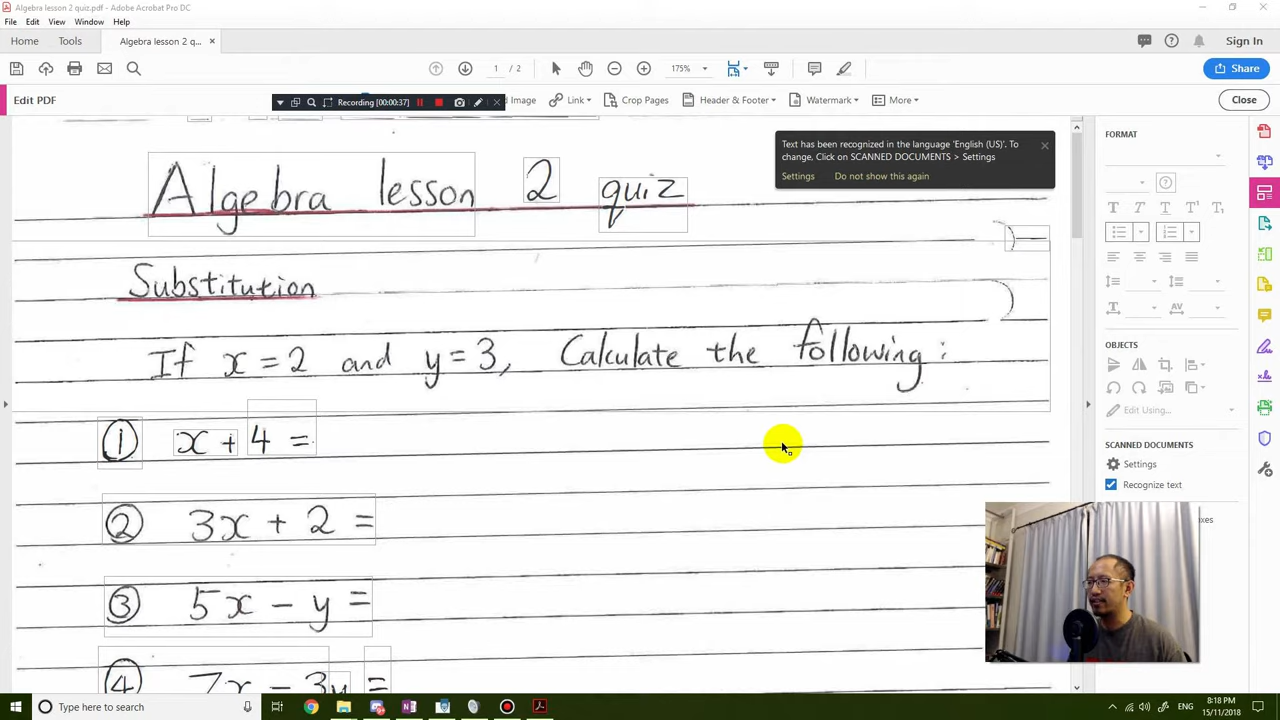 Algebra lesson 2 quiz.pdf - Adobe Acrobat Pro DC
File Edit View Window Help
Home Tools Algebra lesson 2 q... × Sign In
1 / 2 175% Share
Edit PDF Recording [00:00:37] Image Link Crop Pages Header & Footer Watermark More Close
Text has been recognized in the language 'English (US)'. To
change, Click on SCANNED DOCUMENTS > Settings
Settings Do not show this again
Algebra lesson 2 quiz
Substitution
If x = 2 and y = 3, Calculate the following:
① x + 4 =
② 3x + 2 =
③ 5x - y =
④ 7x - 3y =
FORMAT
OBJECTS
Edit Using...
SCANNED DOCUMENTS
Settings
Recognize text
Type here to search
ENG
8:18 PM
15/11/2018